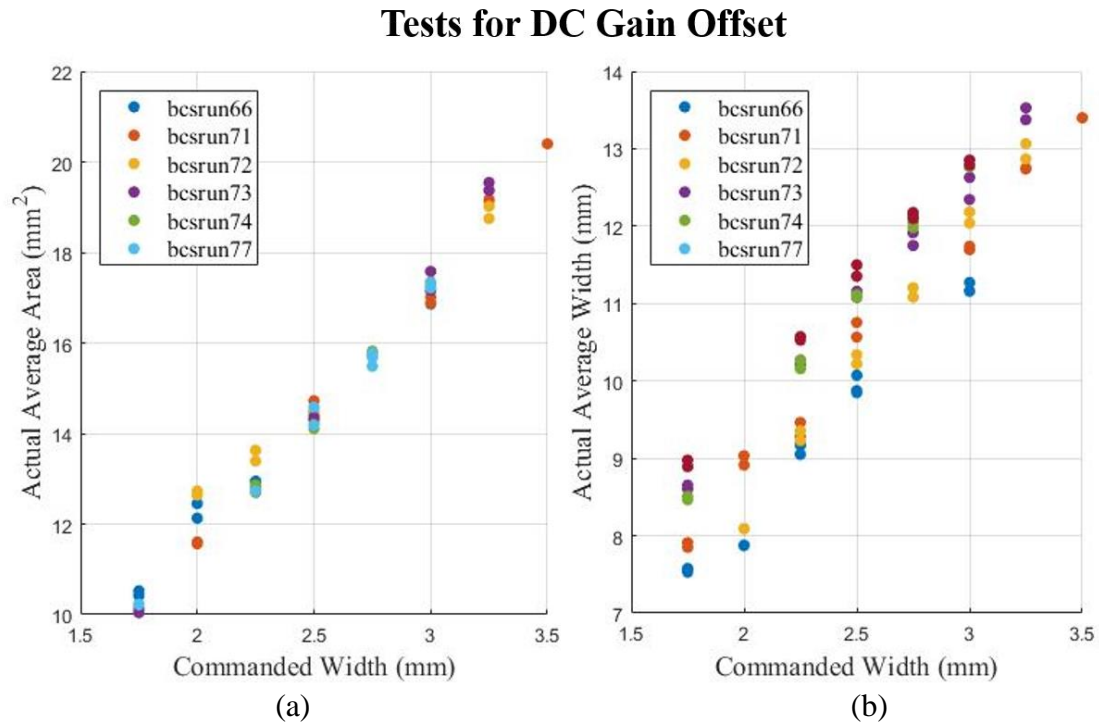 Tests for DC Gain Offset
22
20
18
16
14
12
10
Actual Average Area (mm²)
bcsrun66
bcsrun71
bcsrun72
bcsrun73
bcsrun74
bcsrun77
1.5 2 2.5 3 3.5
Commanded Width (mm)
(a)
14
13
12
11
10
9
8
7
Actual Average Width (mm)
bcsrun66
bcsrun71
bcsrun72
bcsrun73
bcsrun74
bcsrun77
1.5 2 2.5 3 3.5
Commanded Width (mm)
(b)